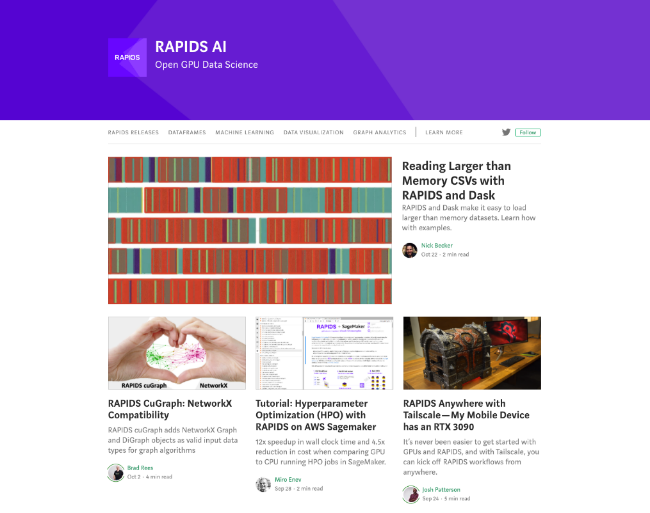 RAPIDS
RAPIDS AI
Open GPU Data Science
RAPIDS RELEASES DATAFRAMES MACHINE LEARNING DATA VISUALIZATION GRAPH ANALYTICS LEARN MORE Follow
Reading Larger than
Memory CSVs with
RAPIDS and Dask
RAPIDS and Dask make it easy to load
larger than memory datasets. Learn how
with examples.
Nick Becker
Oct 22 · 2 min read
RAPIDS cuGraph NetworkX
RAPIDS + SageMaker
RAPIDS CuGraph: NetworkX
Compatibility
RAPIDS cuGraph adds NetworkX Graph
and DiGraph objects as valid input data
types for graph algorithms
Brad Rees
Oct 2 · 4 min read
Tutorial: Hyperparameter
Optimization (HPO) with
RAPIDS on AWS Sagemaker
12x speedup in wall clock time and 4.5x
reduction in cost when comparing GPU
to CPU running HPO jobs in SageMaker.
Miro Enev
Sep 28 · 2 min read
RAPIDS Anywhere with
Tailscale — My Mobile Device
has an RTX 3090
It's never been easier to get started with
GPUs and RAPIDS, and with Tailscale, you
can kick off RAPIDS workflows from
anywhere.
Josh Patterson
Sep 24 · 5 min read